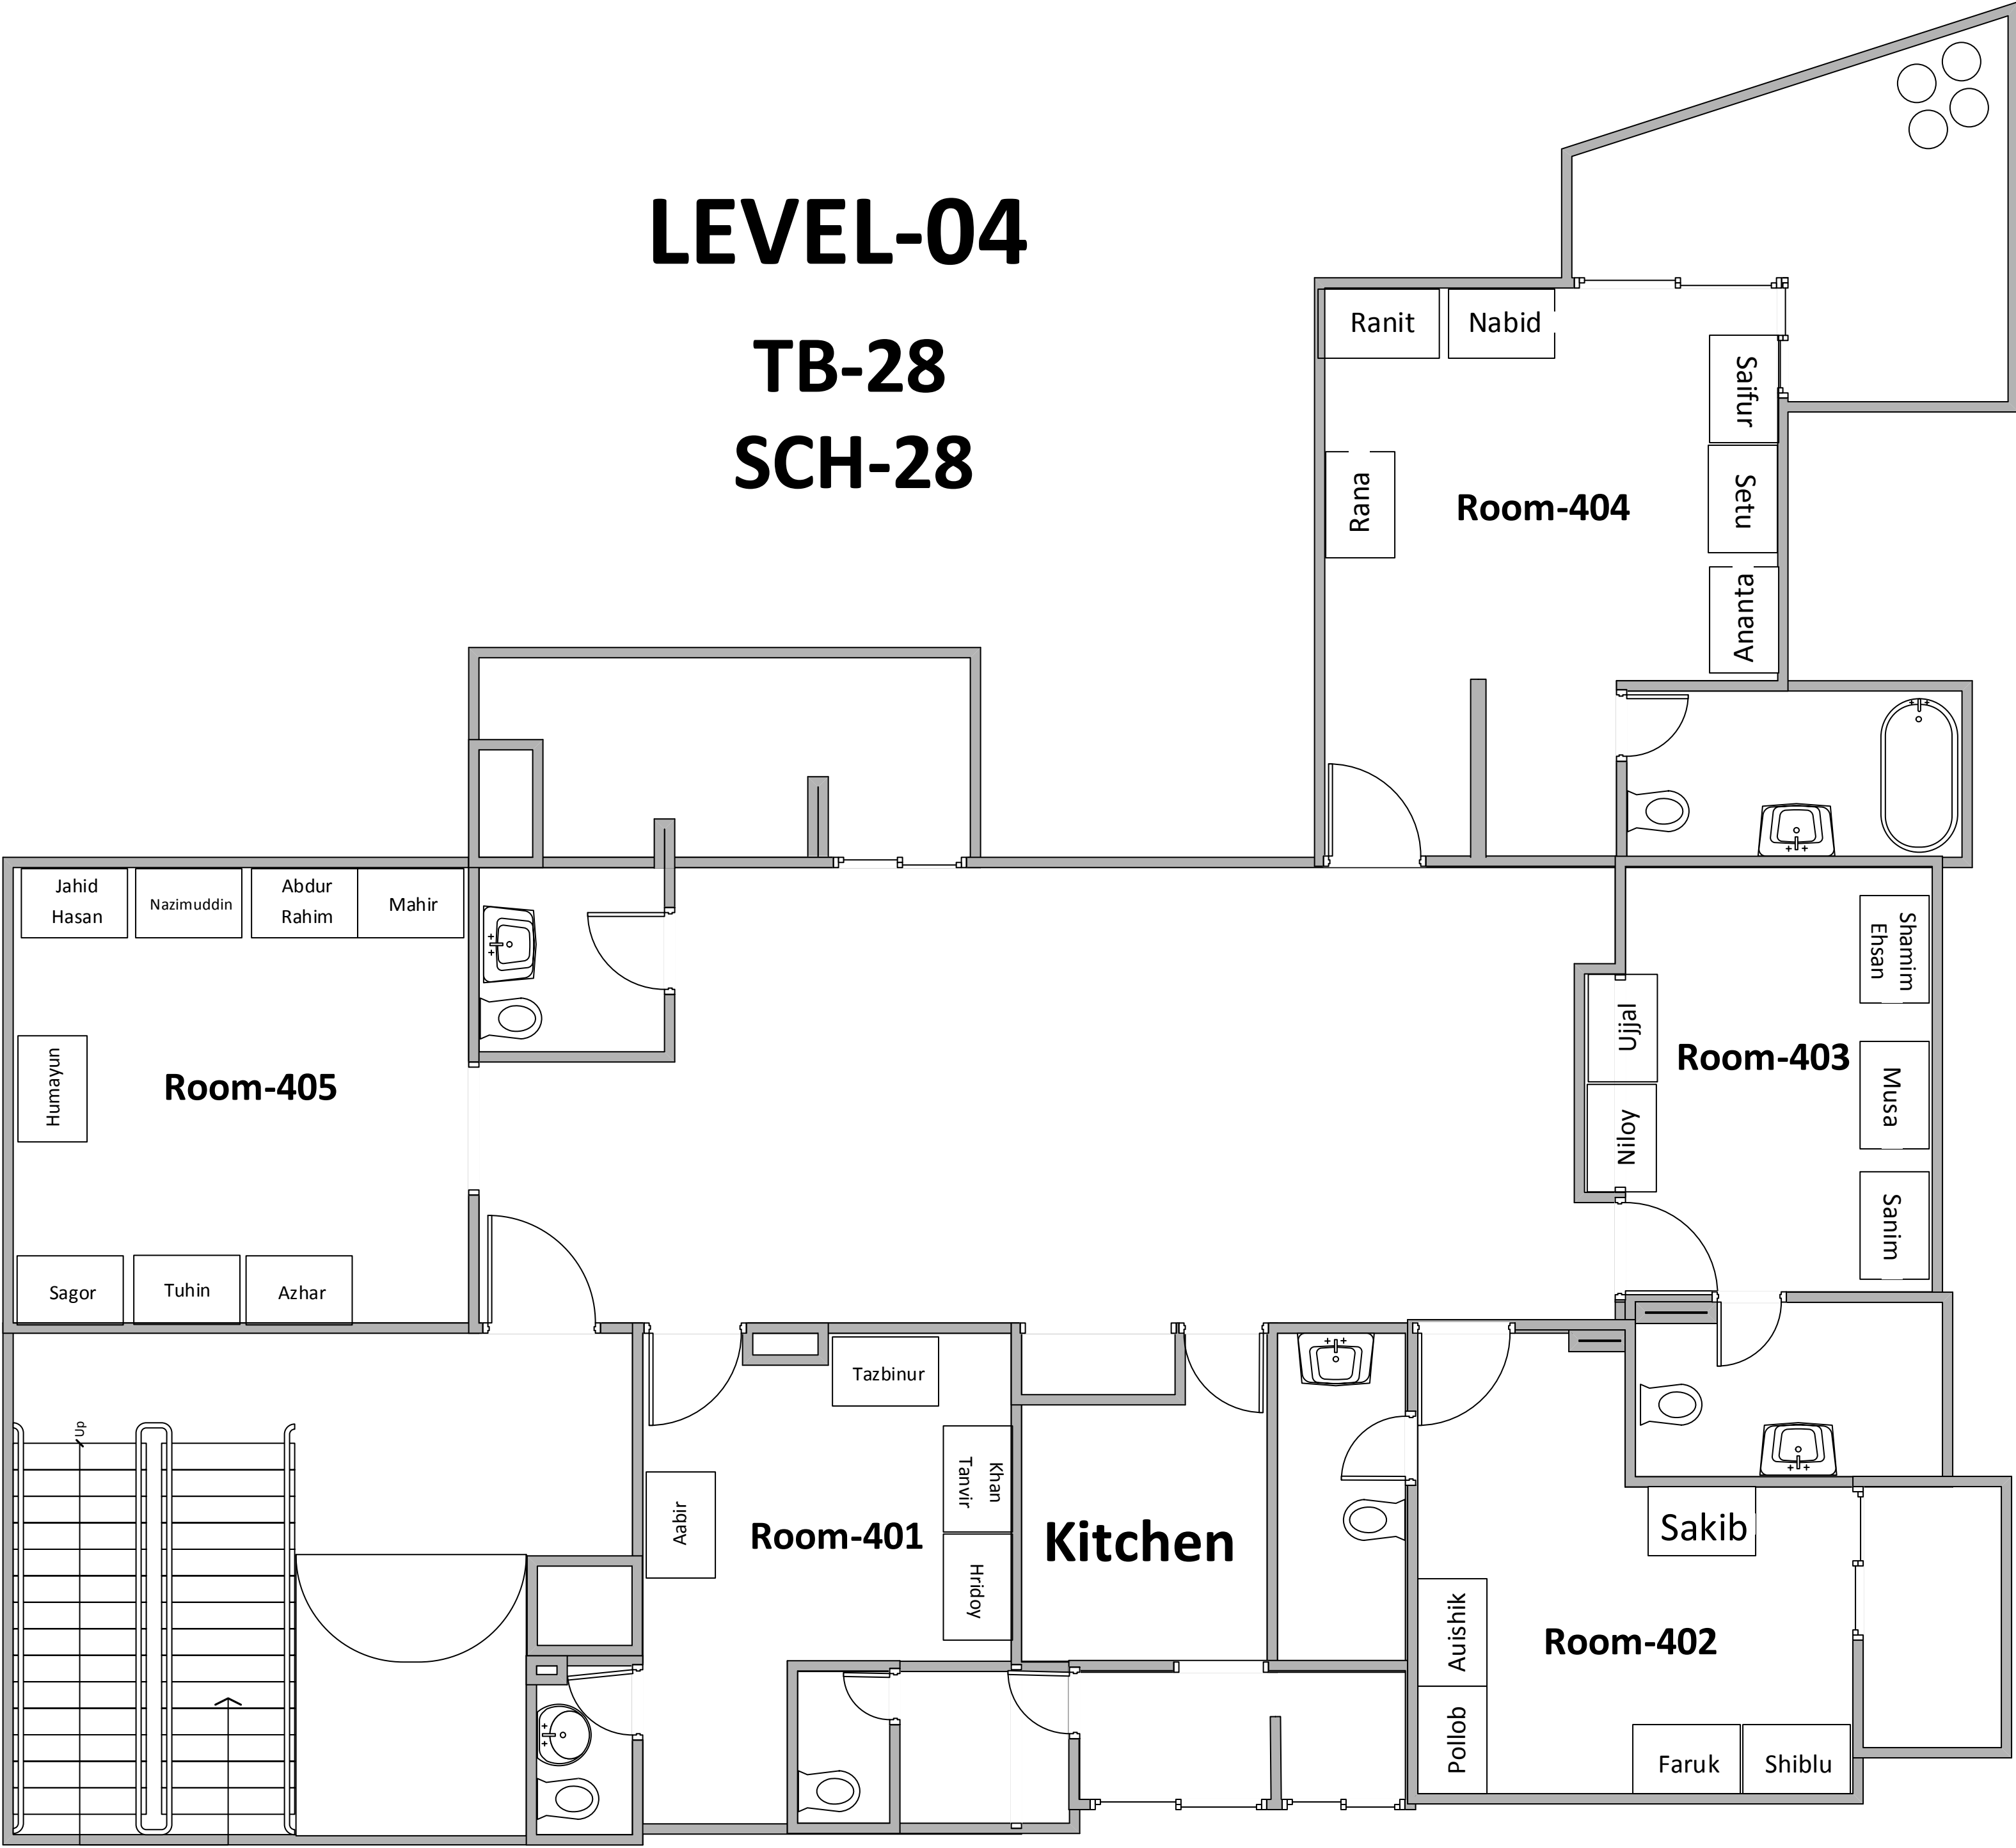 LEVEL-04
TB-28
SCH-28
Ranit
Nabid
Saifur
Setu
Ananta
Rana
Room-404
Jahid
Hasan
Nazimuddin
Abdur
Rahim
Mahir
Humayun
Room-405
Sagor
Tuhin
Azhar
Shamim
Ehsan
Ujjal
Room-403
Musa
Niloy
Sanim
Up
Tazbinur
Khan
Tanvir
Aabir
Room-401
Hridoy
Kitchen
Sakib
Auishik
Room-402
Pollob
Faruk
Shiblu